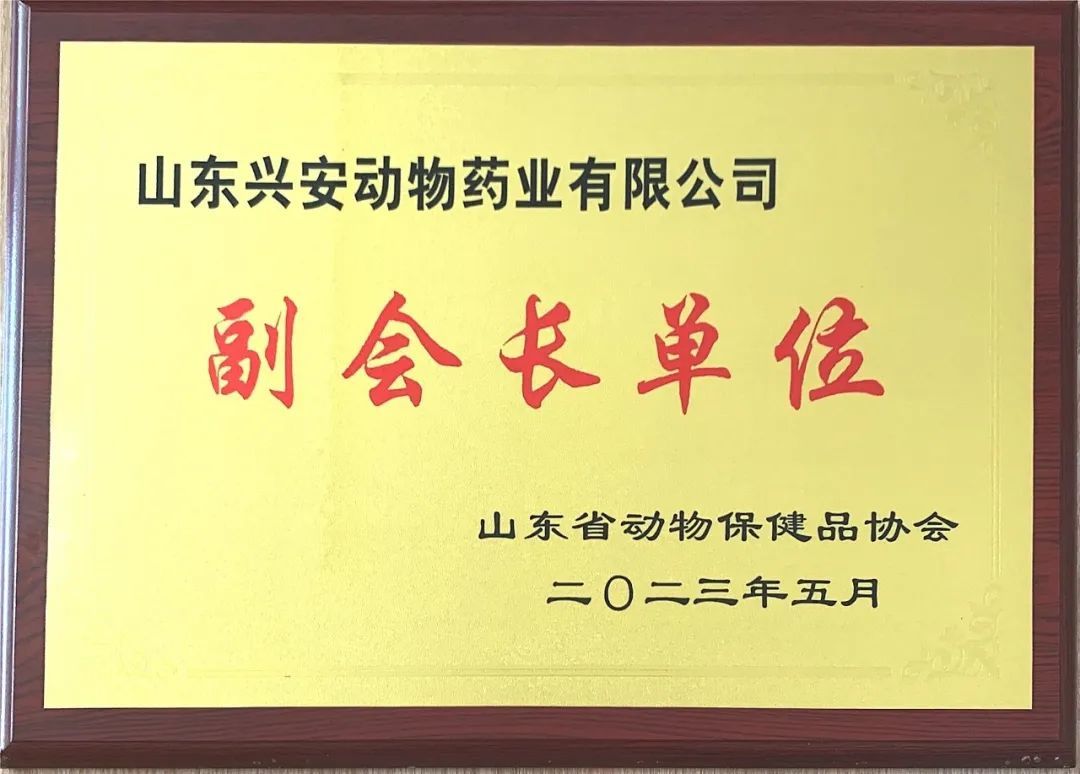 山东兴安动物药业有限公司
副会长单位
山东省动物保健品协会
二〇二三年五月